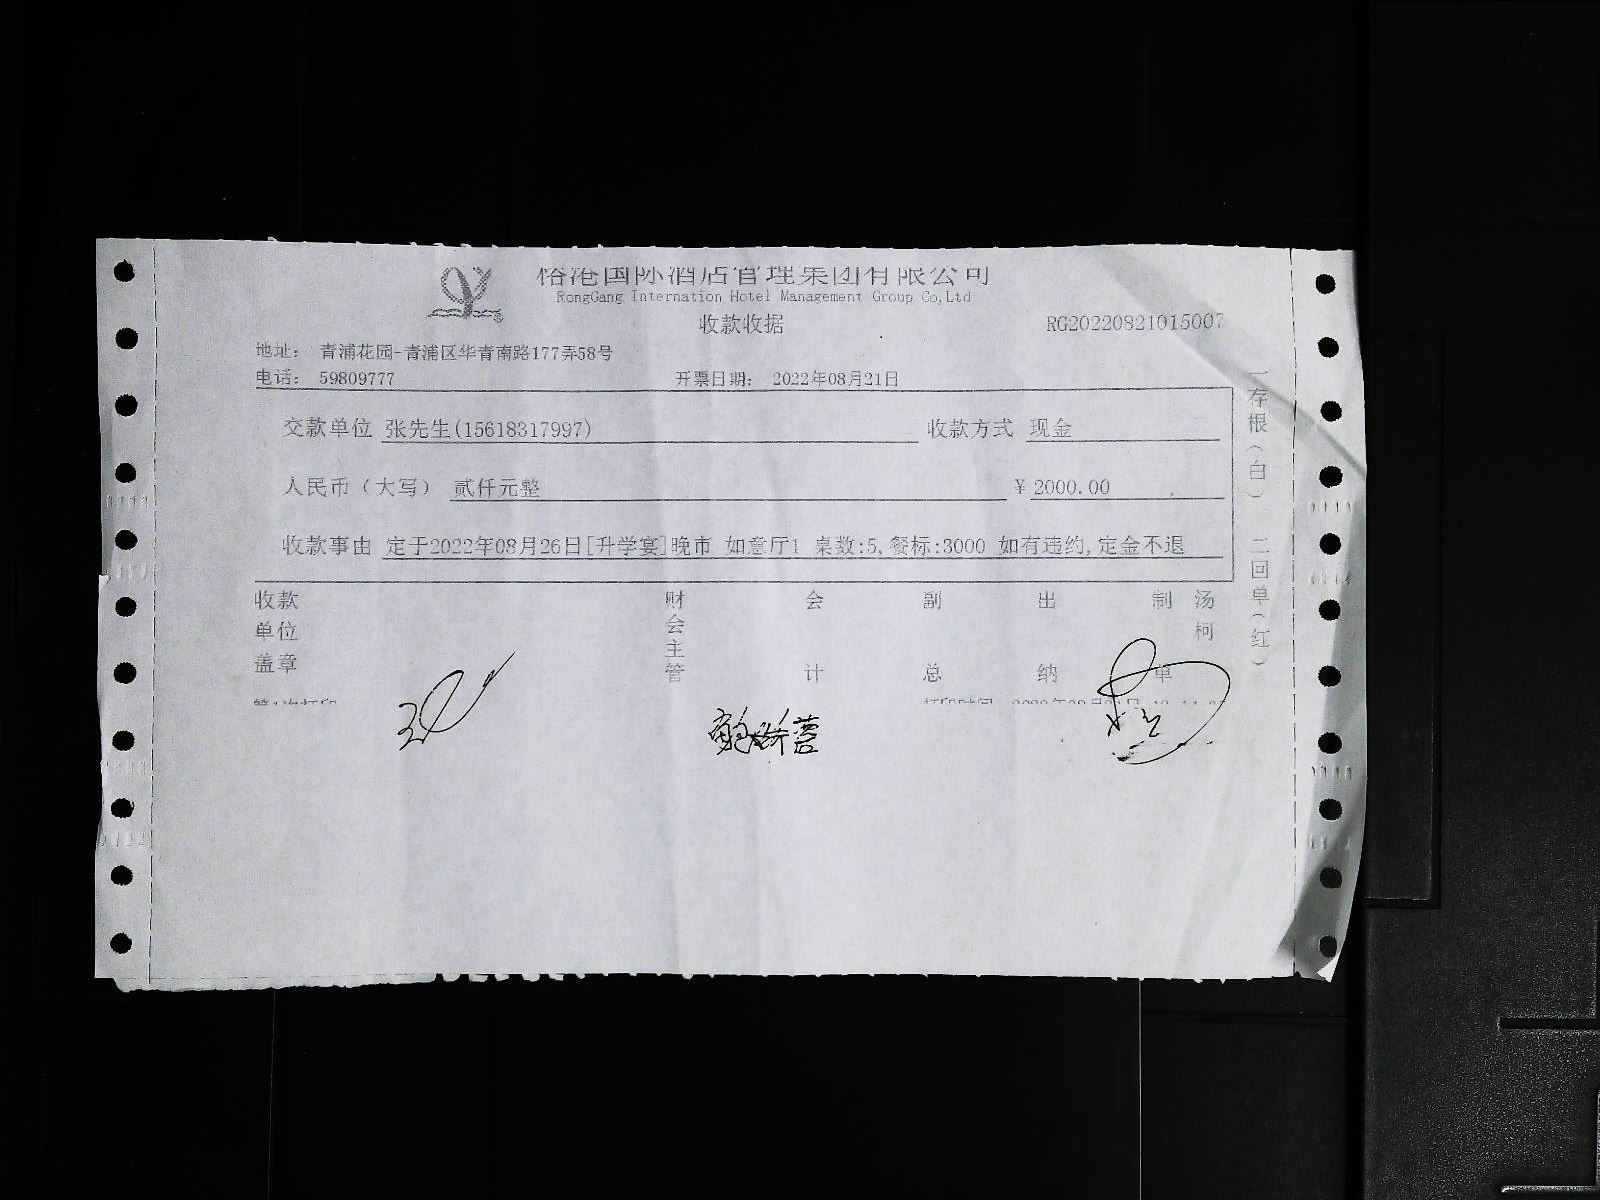 国际酒店管理集团有限公司
RongGang Internation Hotel Management Group Co,Ltd
收款收据
RG20220821015007
地址： 青浦花园-青浦区华青南路177弄58号
电话： 59809777 开票日期： 2022年08月21日
交款单位 张先生(15618317997) 收款方式 现金
人民币（大写） 贰仟元整 ￥2000.00
收款事由 定于2022年08月26日[升学宴]晚市 如意厅1 桌数:5,餐标:3000 如有违约,定金不退
收款单位盖章 财会主管 会计 副总 出纳 制单 汤柯
一存根（白） 二回单（红）